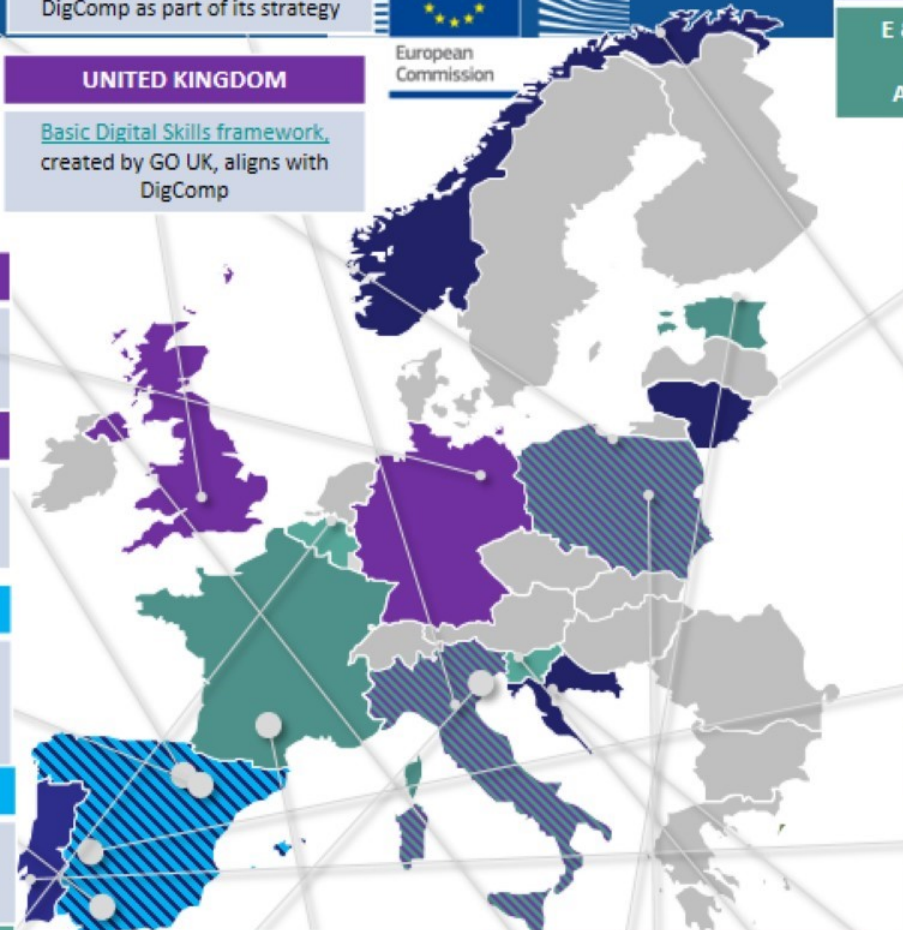 DigComp as part of its strategy
European
Commission
UNITED KINGDOM
Basic Digital Skills framework,
created by GO UK, aligns with
DigComp
E
A